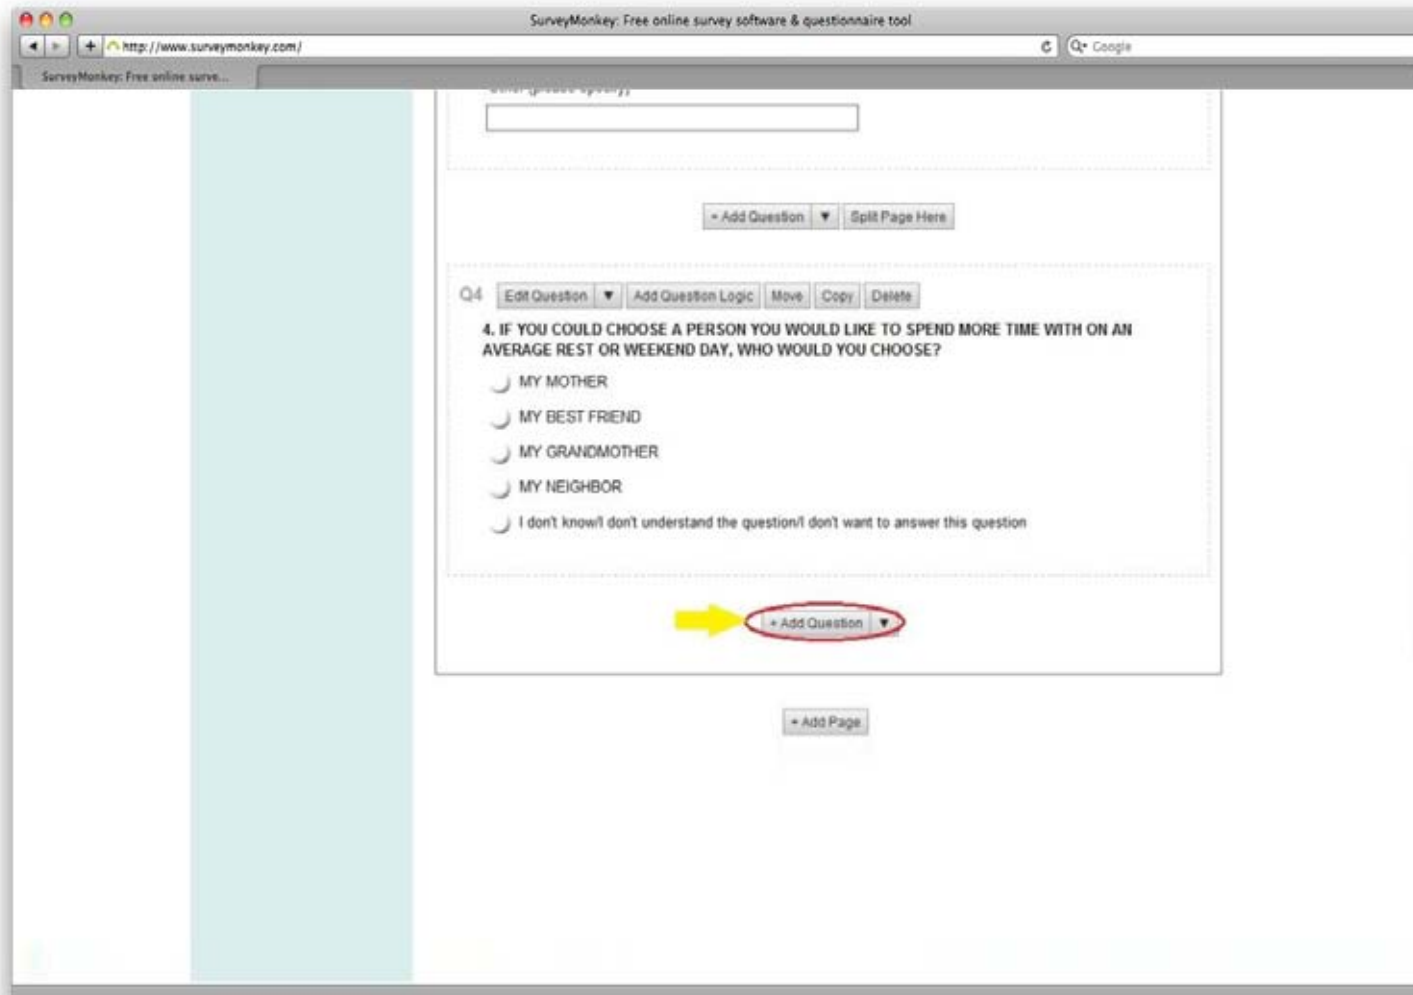 SurveyMonkey: Free online survey software & questionnaire tool
http://www.surveymonkey.com/
Google
SurveyMonkey: Free online surve...
+ Add Question ▼ Split Page Here
Q4 Edit Question ▼ Add Question Logic Move Copy Delete
4. IF YOU COULD CHOOSE A PERSON YOU WOULD LIKE TO SPEND MORE TIME WITH ON AN
AVERAGE REST OR WEEKEND DAY, WHO WOULD YOU CHOOSE?
MY MOTHER
MY BEST FRIEND
MY GRANDMOTHER
MY NEIGHBOR
I don't know/I don't understand the question/I don't want to answer this question
+ Add Question ▼
+ Add Page